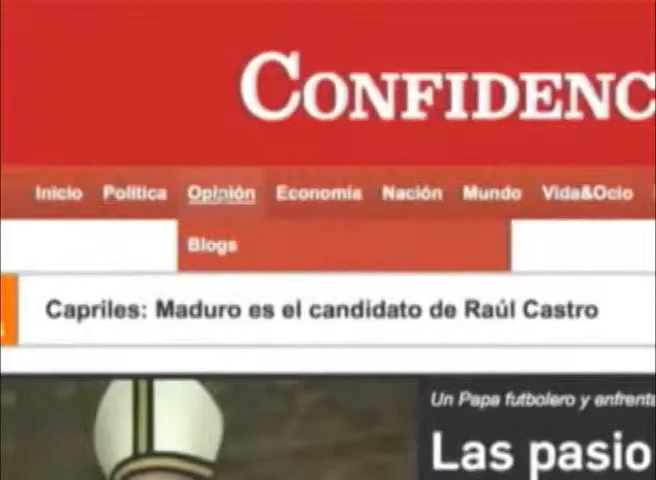 CONFIDENC
Inicio Política Opinión Economía Nación Mundo Vida&Ocio
Blogs
Capriles: Maduro es el candidato de Raúl Castro
Un Papa futbolero y enfrenta
Las pasio